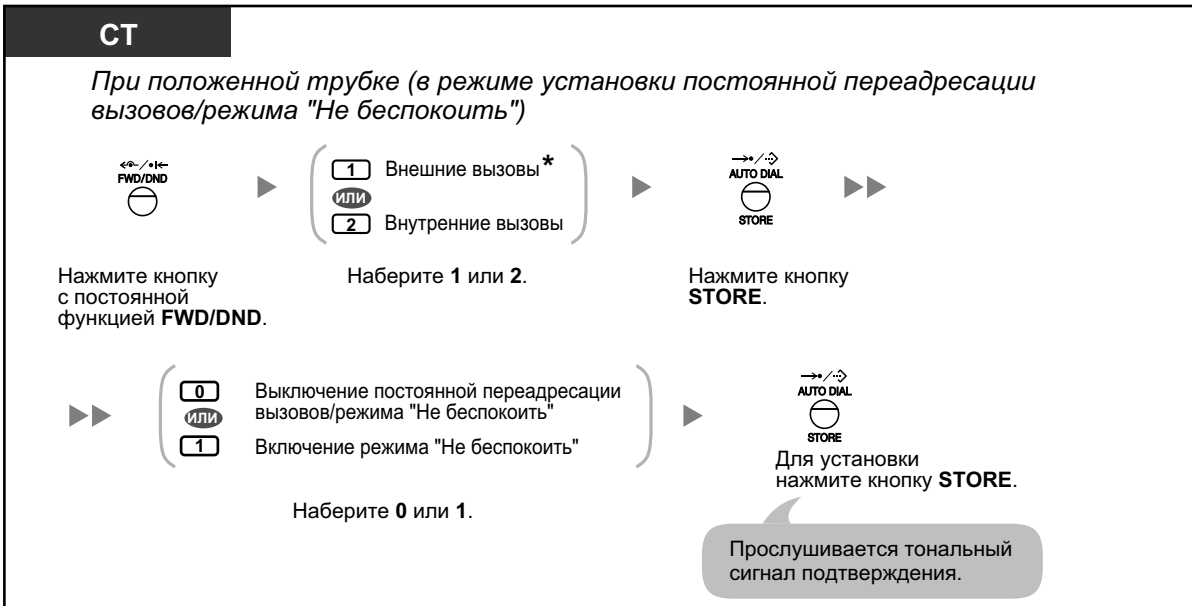 СТ
При положенной трубке (в режиме установки постоянной переадресации
вызовов/режима "Не беспокоить")
FWD/DND
1 Внешние вызовы*
или
2 Внутренние вызовы
AUTO DIAL
STORE
Нажмите кнопку
с постоянной
функцией FWD/DND.
Наберите 1 или 2.
Нажмите кнопку
STORE.
0 Выключение постоянной переадресации
вызовов/режима "Не беспокоить"
или
1 Включение режима "Не беспокоить"
AUTO DIAL
STORE
Наберите 0 или 1.
Для установки
нажмите кнопку STORE.
Прослушивается тональный
сигнал подтверждения.